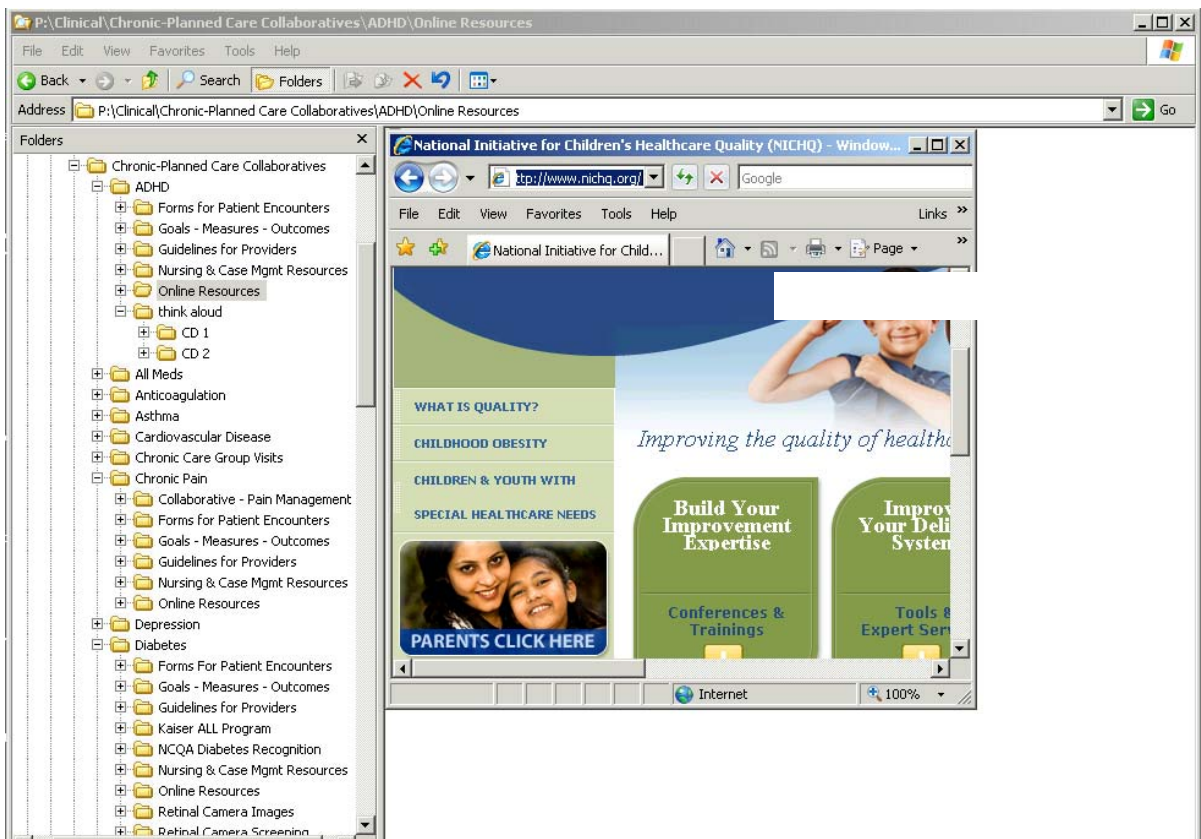 P:\Clinical\Chronic-Planned Care Collaboratives\ADHD\Online Resources
File Edit View Favorites Tools Help
Back Search Folders
Address P:\Clinical\Chronic-Planned Care Collaboratives\ADHD\Online Resources Go
Folders
Chronic-Planned Care Collaboratives
ADHD
Forms for Patient Encounters
Goals - Measures - Outcomes
Guidelines for Providers
Nursing & Case Mgmt Resources
Online Resources
think aloud
CD 1
CD 2
All Meds
Anticoagulation
Asthma
Cardiovascular Disease
Chronic Care Group Visits
Chronic Pain
Collaborative - Pain Management
Forms for Patient Encounters
Goals - Measures - Outcomes
Guidelines for Providers
Nursing & Case Mgmt Resources
Online Resources
Depression
Diabetes
Forms For Patient Encounters
Goals - Measures - Outcomes
Guidelines for Providers
Kaiser ALL Program
NCQA Diabetes Recognition
Nursing & Case Mgmt Resources
Online Resources
Retinal Camera Images
Retinal Camera Screening
National Initiative for Children's Healthcare Quality (NICHQ) - Window...
ttp://www.nichq.org/ Google
File Edit View Favorites Tools Help Links »
National Initiative for Child... Page »
WHAT IS QUALITY?
CHILDHOOD OBESITY
CHILDREN & YOUTH WITH
SPECIAL HEALTHCARE NEEDS
PARENTS CLICK HERE
Improving the quality of healthc
Build Your
Improvement
Expertise
Conferences &
Trainings
Improv
Your Deli
System
Tools &
Expert Serv
Internet 100%